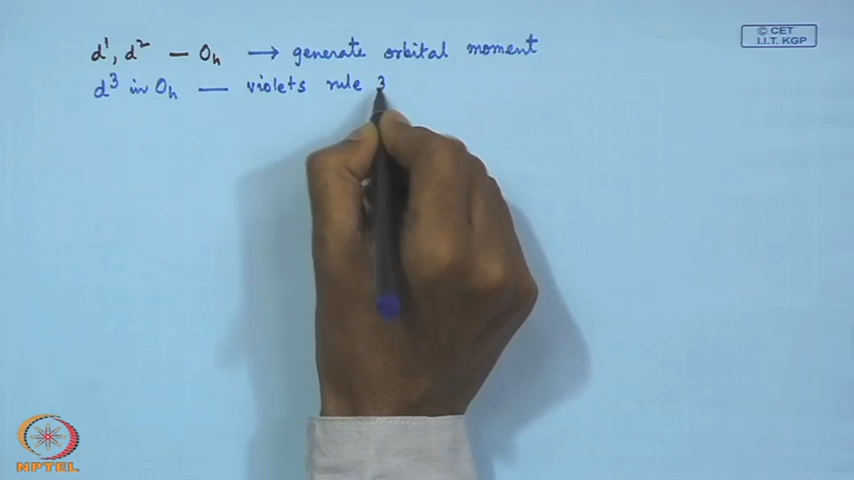 © CET
I.I.T. KGP
d¹, d² — Oh → generate orbital moment
d³ in Oh — violets rule 3
NPTEL